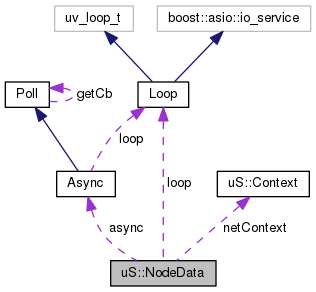 uv_loop_t
boost::asio::io_service
Poll
getCb
Loop
loop
Async
loop
uS::Context
async
netContext
uS::NodeData